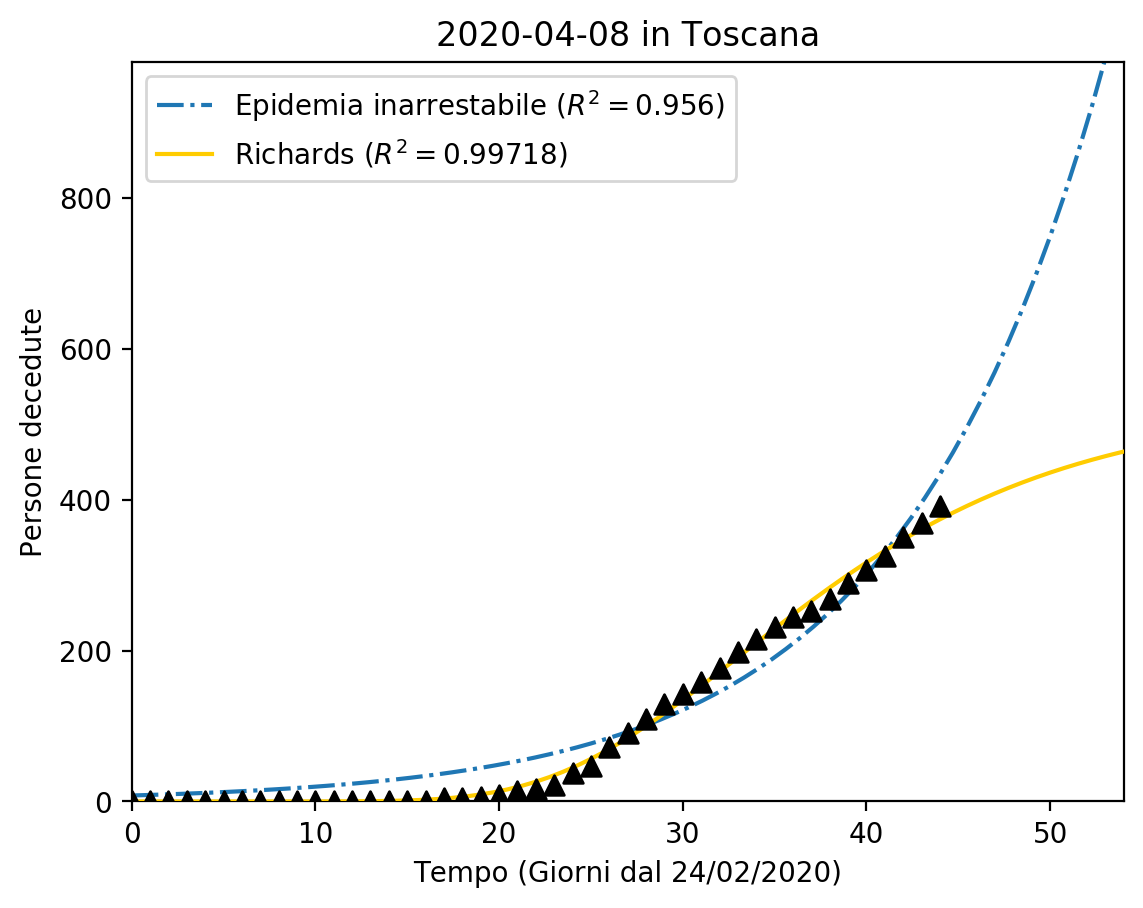 2020-04-08 in Toscana
Epidemia inarrestabile (R² = 0.956)
Richards (R² = 0.99718)
Persone decedute
800
600
400
200
0
0 10 20 30 40 50
Tempo (Giorni dal 24/02/2020)